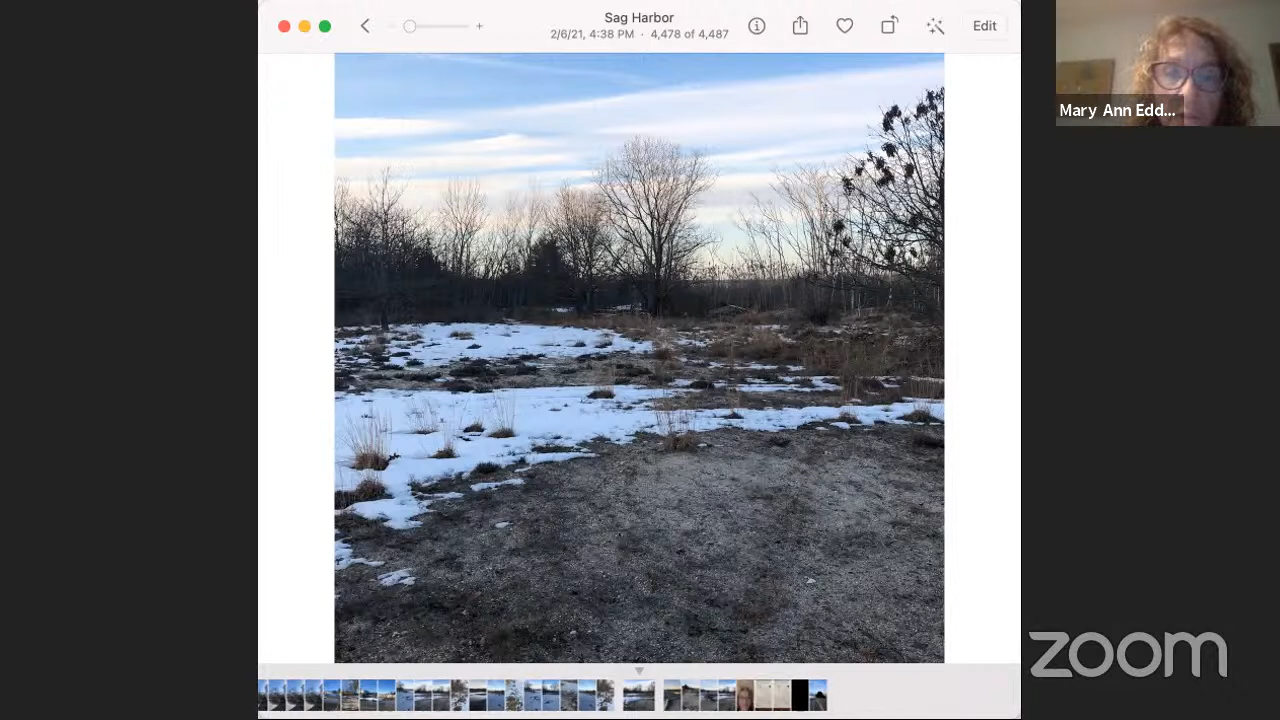 Sag Harbor
2/6/21, 4:38 PM · 4,478 of 4,487
Edit
Mary Ann Edd...
zoom